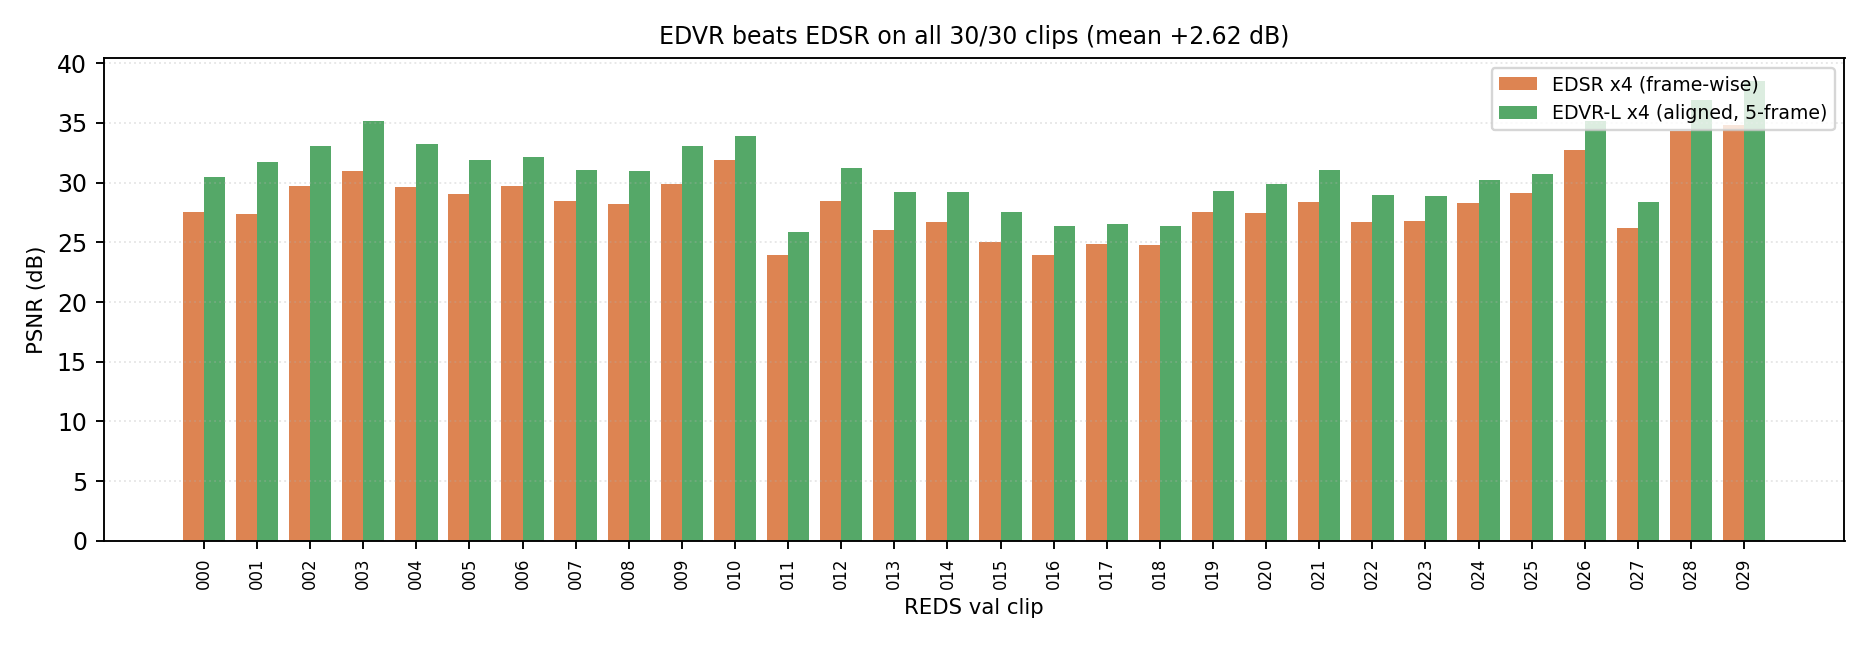 EDVR beats EDSR on all 30/30 clips (mean +2.62 dB)
EDSR x4 (frame-wise)
EDVR-L x4 (aligned, 5-frame)
PSNR (dB)
40
35
30
25
20
15
10
5
0
000 001 002 003 004 005 006 007 008 009 010 011 012 013 014 015 016 017 018 019 020 021 022 023 024 025 026 027 028 029
REDS val clip